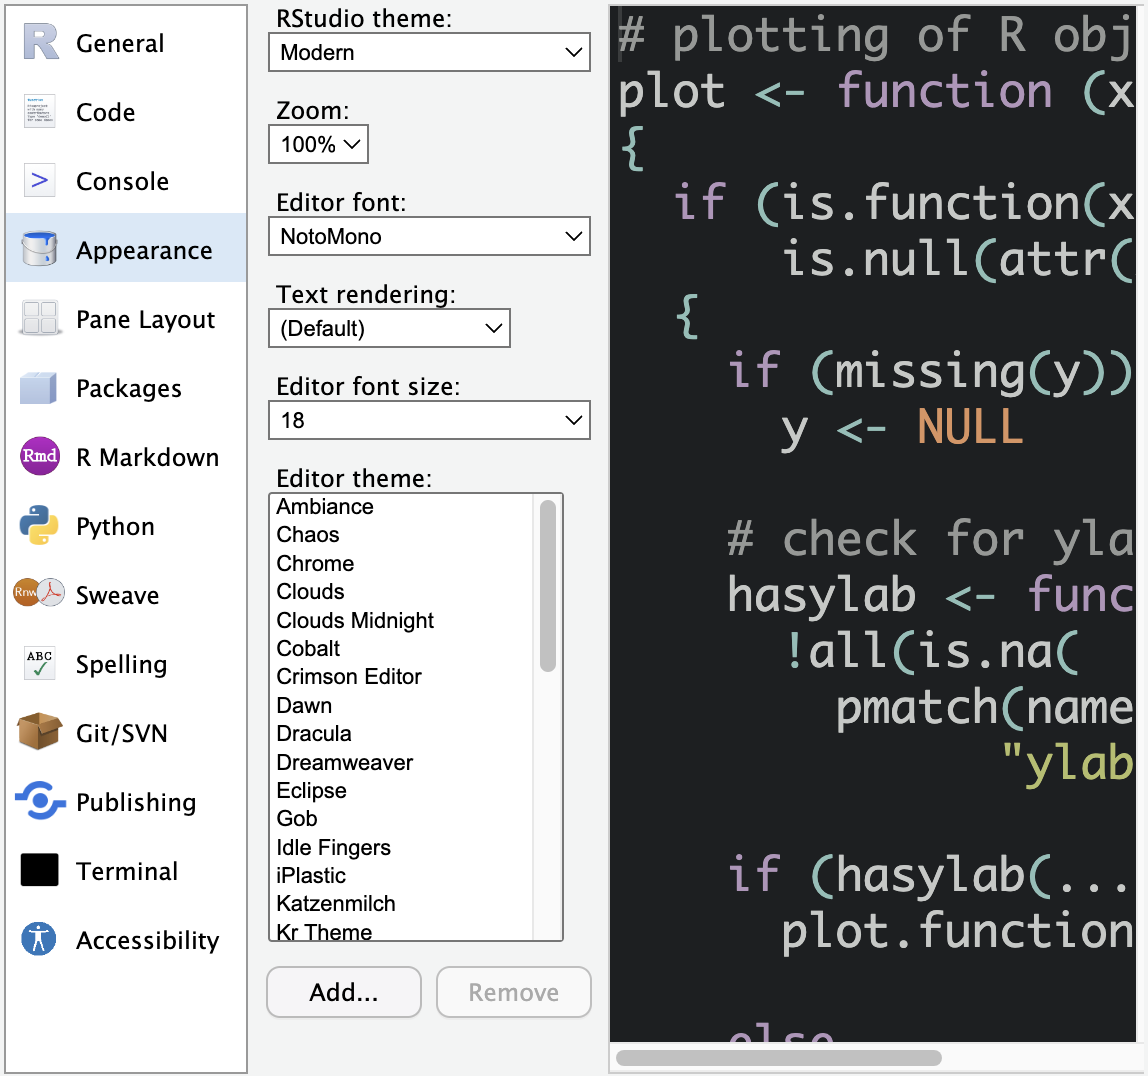 General
Code
Console
Appearance
Pane Layout
Packages
Rmd R Markdown
Python
Rnw Sweave
ABC Spelling
Git/SVN
Publishing
Terminal
Accessibility
RStudio theme:
Modern
Zoom:
100%
Editor font:
NotoMono
Text rendering:
(Default)
Editor font size:
18
Editor theme:
Ambiance
Chaos
Chrome
Clouds
Clouds Midnight
Cobalt
Crimson Editor
Dawn
Dracula
Dreamweaver
Eclipse
Gob
Idle Fingers
iPlastic
Katzenmilch
Kr Theme
Add...
Remove
# plotting of R obj
plot <- function (x
{
if (is.function(x
is.null(attr(
{
if (missing(y))
y <- NULL
# check for yla
hasylab <- func
!all(is.na(
pmatch(name
"ylab
if (hasylab(...
plot.function
else